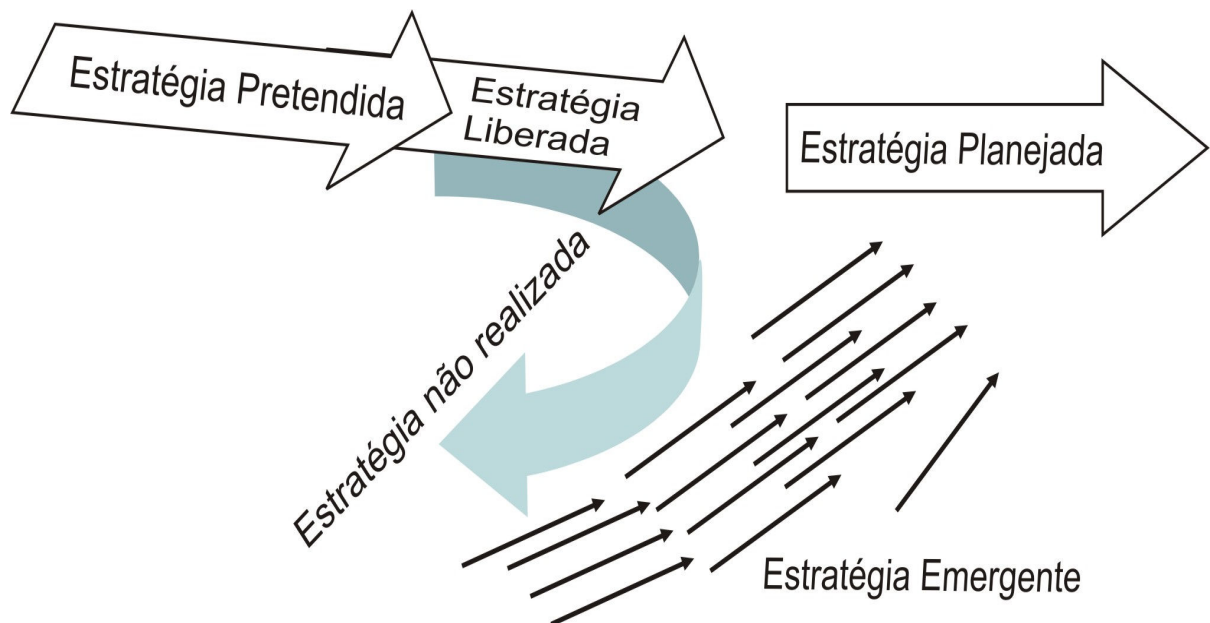 Estratégia Pretendida
Estratégia
Liberada
Estratégia Planejada
Estratégia não realizada
Estratégia Emergente